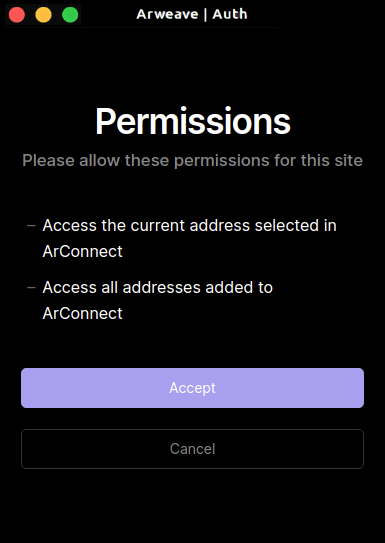 Arweave | Auth
Permissions
Please allow these permissions for this site
– Access the current address selected in
ArConnect
– Access all addresses added to
ArConnect
Accept
Cancel